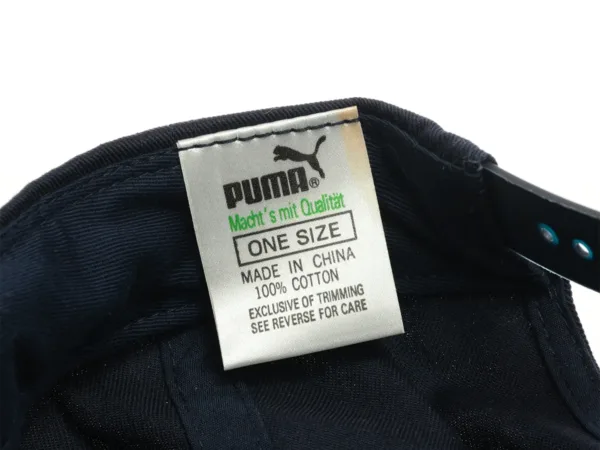 PUMA®
Macht's mit Qualität
ONE SIZE
MADE IN CHINA
100% COTTON
EXCLUSIVE OF TRIMMING
SEE REVERSE FOR CARE